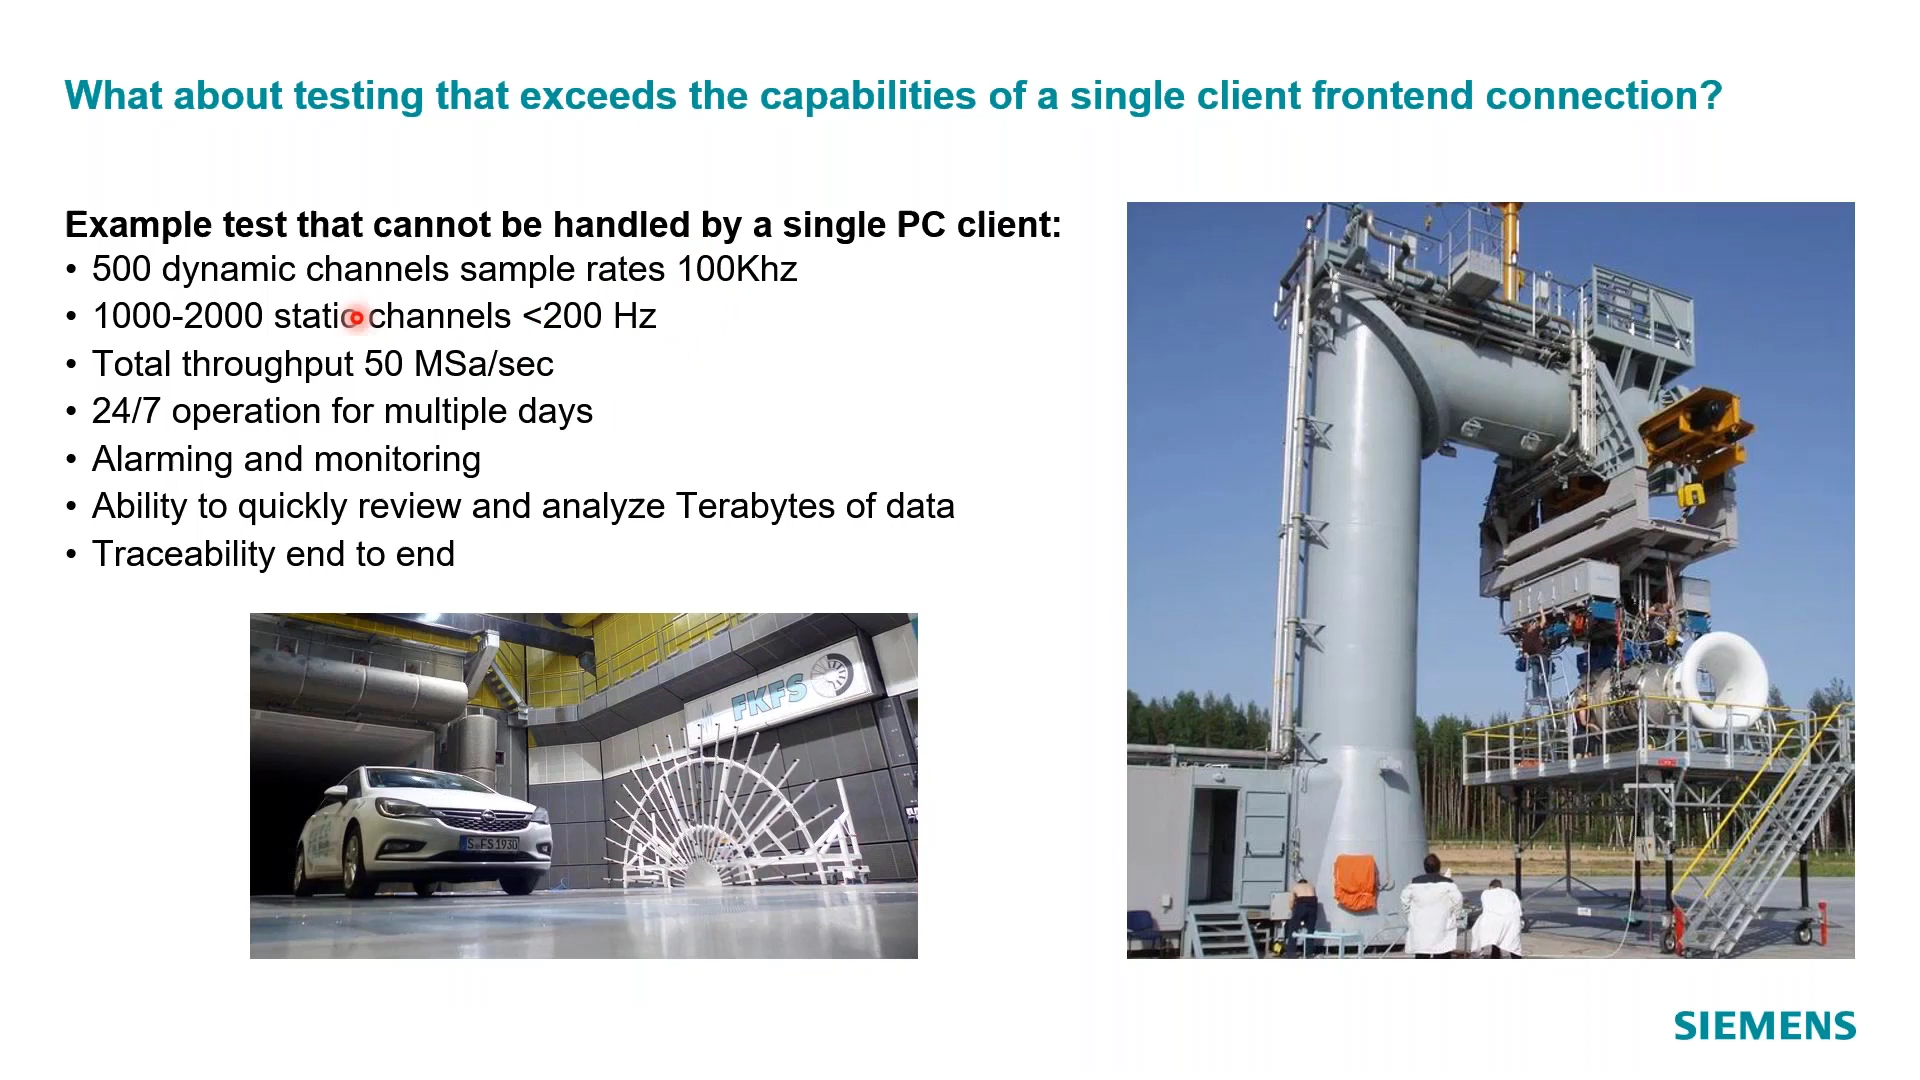 What about testing that exceeds the capabilities of a single client frontend connection?
Example test that cannot be handled by a single PC client:
• 500 dynamic channels sample rates 100Khz
• 1000-2000 static channels <200 Hz
• Total throughput 50 MSa/sec
• 24/7 operation for multiple days
• Alarming and monitoring
• Ability to quickly review and analyze Terabytes of data
• Traceability end to end
FKFS
S FS 1930
SIEMENS